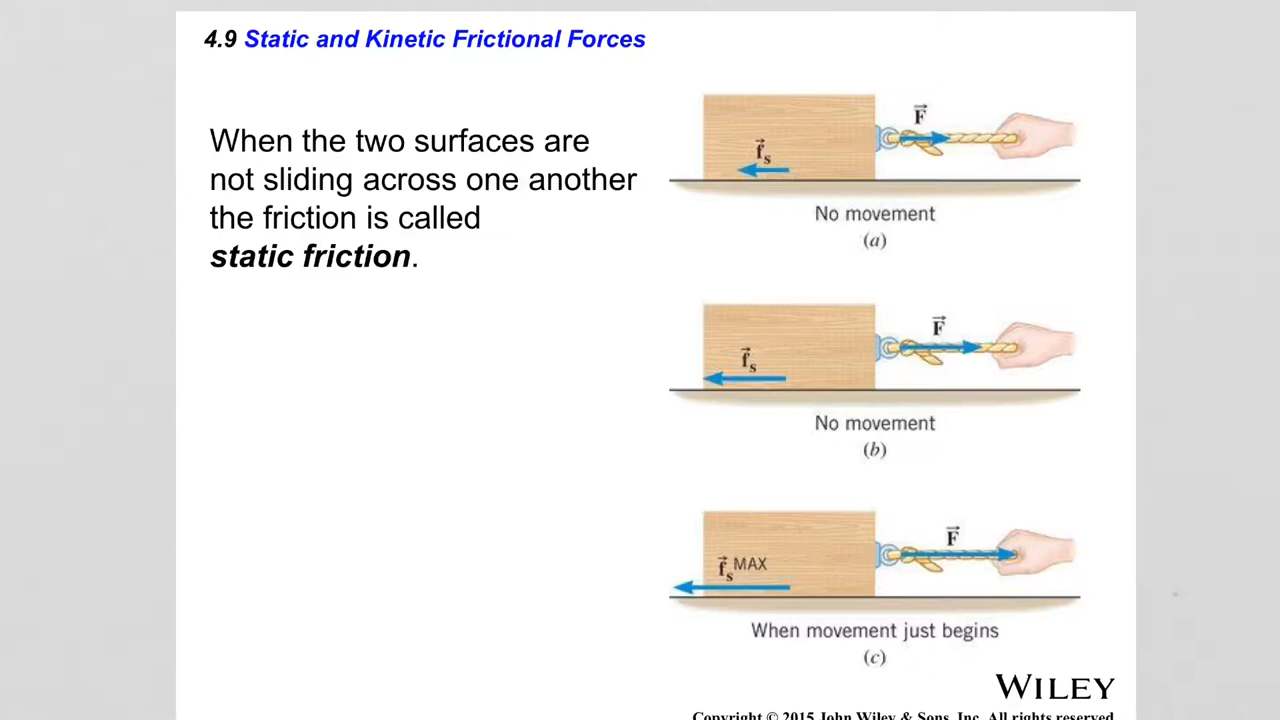 4.9 Static and Kinetic Frictional Forces
When the two surfaces are
not sliding across one another
the friction is called
static friction.
F
fs
No movement
(a)
F
fs
No movement
(b)
F
fs MAX
When movement just begins
(c)
WILEY
Copyright © 2015 John Wiley & Sons, Inc. All rights reserved